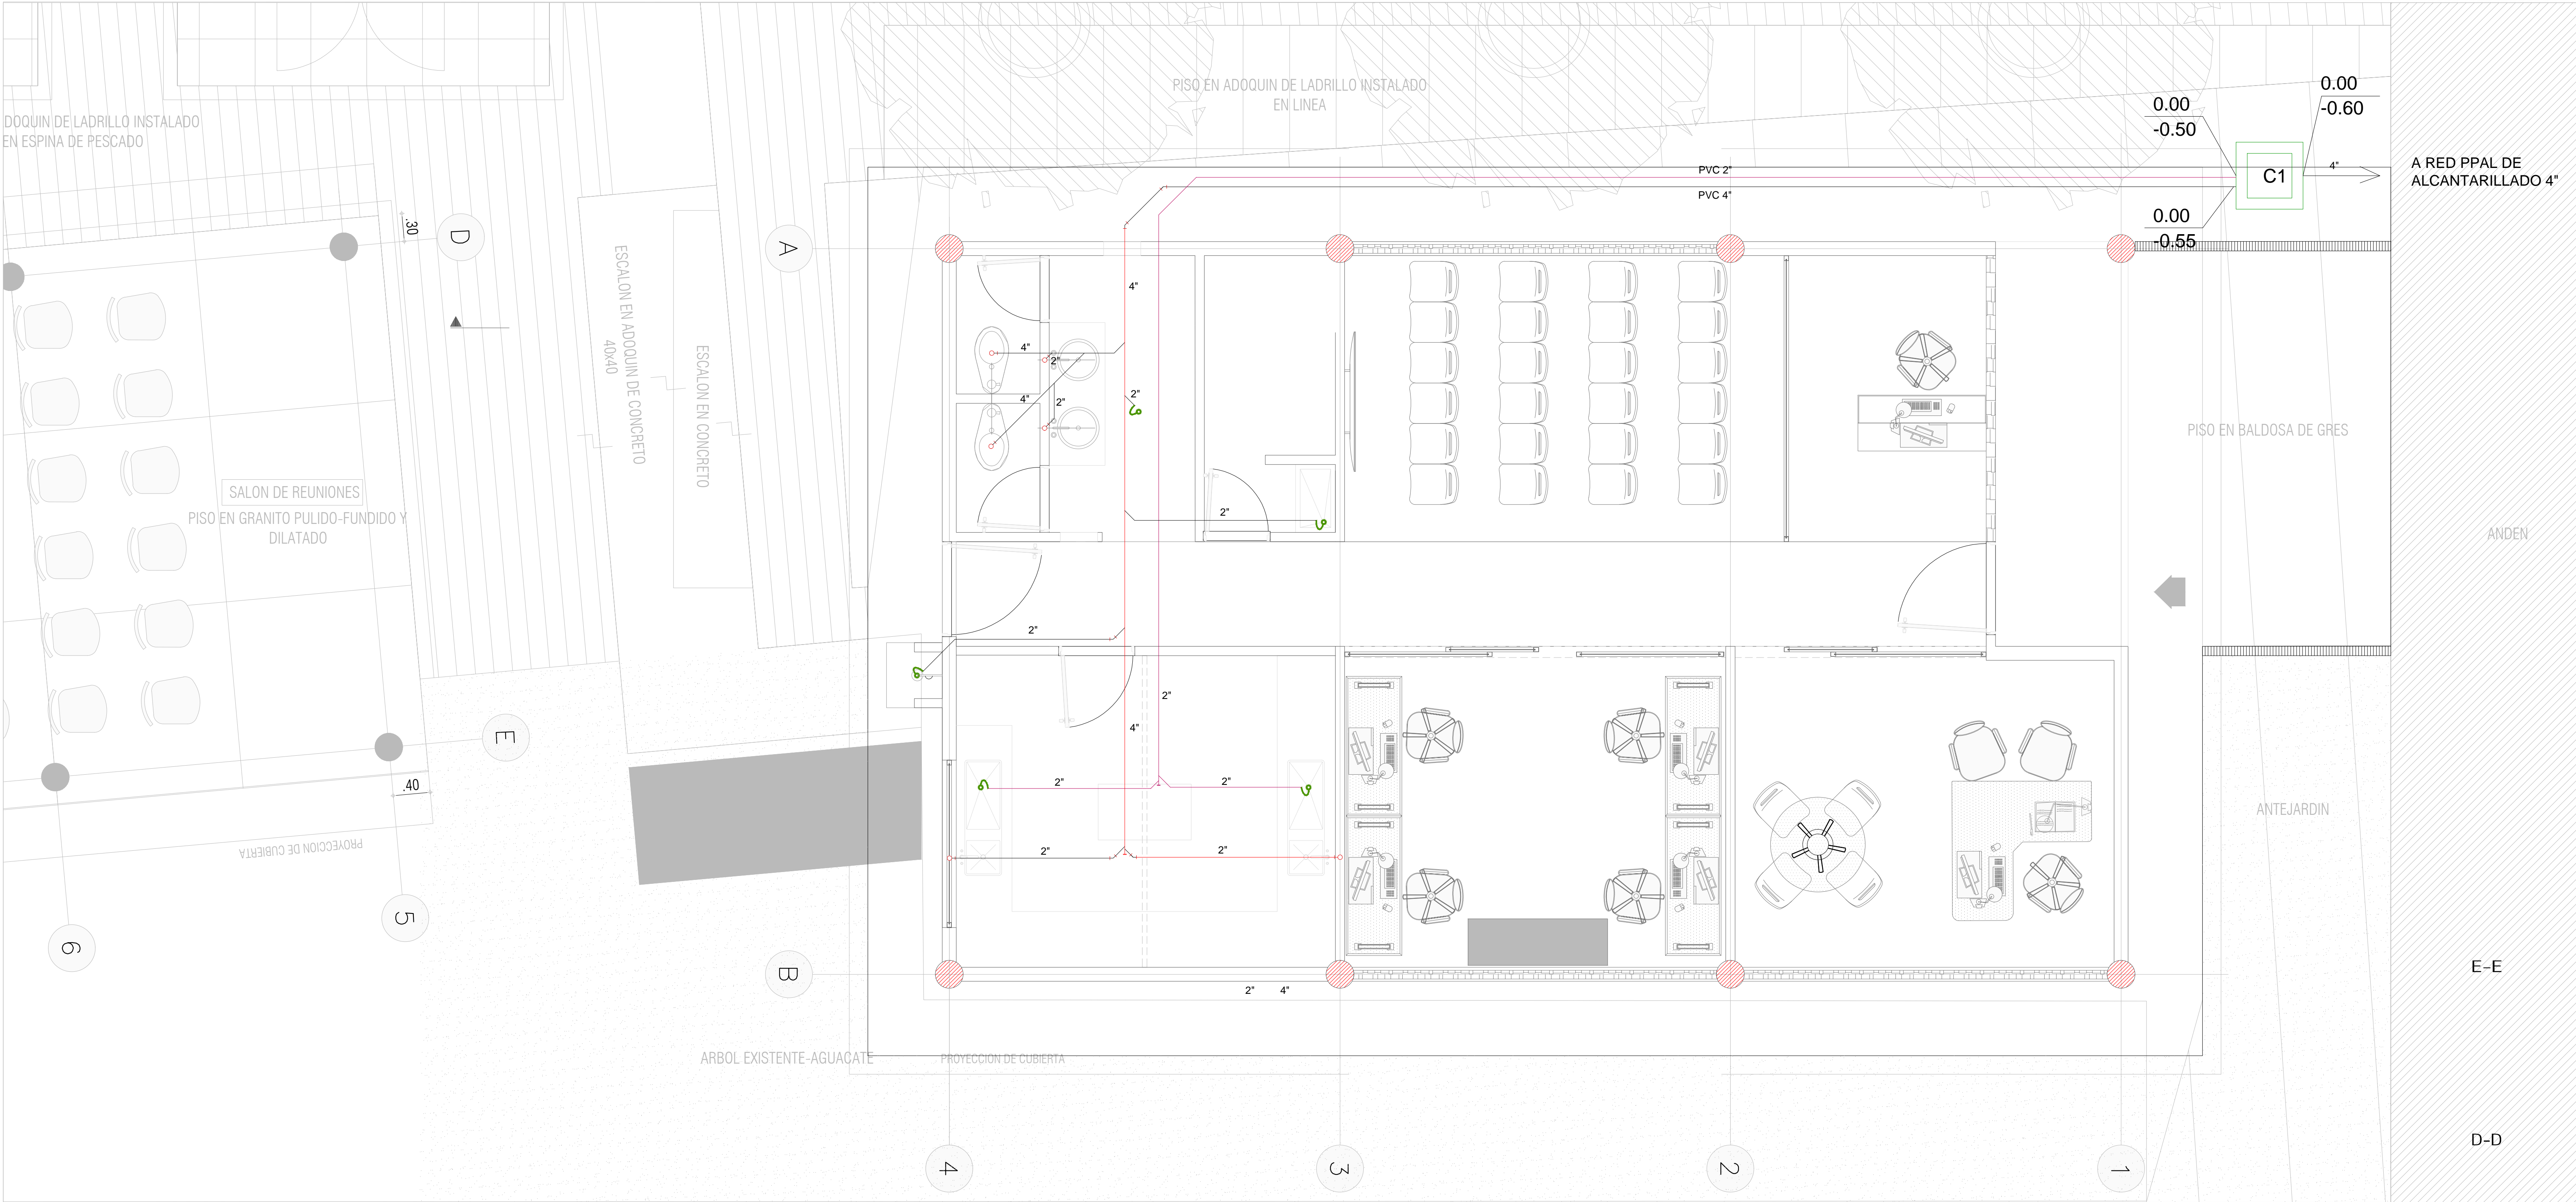 PISO EN ADOQUIN DE LADRILLO INSTALADO
EN LINEA
DOQUIN DE LADRILLO INSTALADO
EN ESPINA DE PESCADO
0.00
-0.50
0.00
-0.60
C1
4"
A RED PPAL DE
ALCANTARILLADO 4"
PVC 2"
PVC 4"
0.00
-0.55
.30
D
A
ESCALON EN ADOQUIN DE CONCRETO
40x40
ESCALON EN CONCRETO
4"
4"
2"
4"
2"
2"
2"
PISO EN BALDOSA DE GRES
SALON DE REUNIONES
PISO EN GRANITO PULIDO-FUNDIDO Y
DILATADO
ANDEN
2"
2"
4"
E
2"
2"
.40
ANTEJARDIN
PROYECCION DE CUBIERTA
2"
2"
5
6
B
2"
4"
E-E
ARBOL EXISTENTE-AGUACATE
PROYECCION DE CUBIERTA
D-D
4
3
2
1